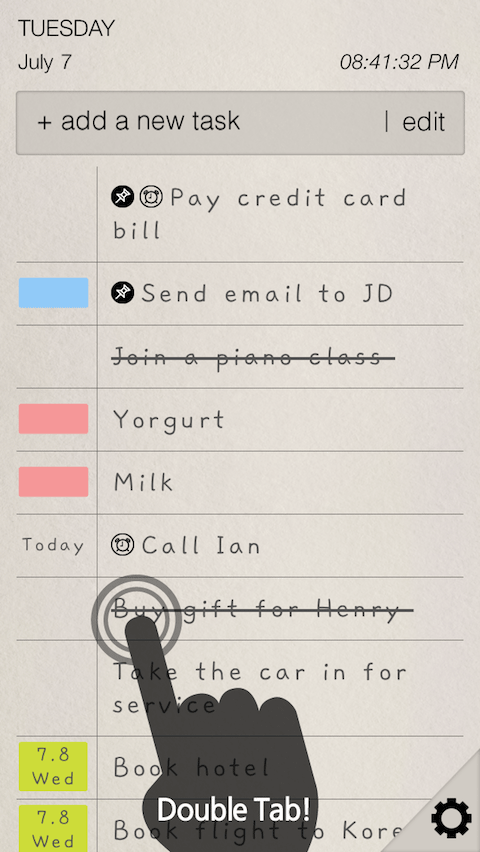 TUESDAY
July 7
08:41:32 PM
+ add a new task | edit
Pay credit card
bill
Send email to JD
Join a piano class
Yorgurt
Milk
Today
Call Ian
Buy gift for Henry
Take the car in for
service
7.8
Wed
Book hotel
7.8
Wed
Book flight to Kore
Double Tab!